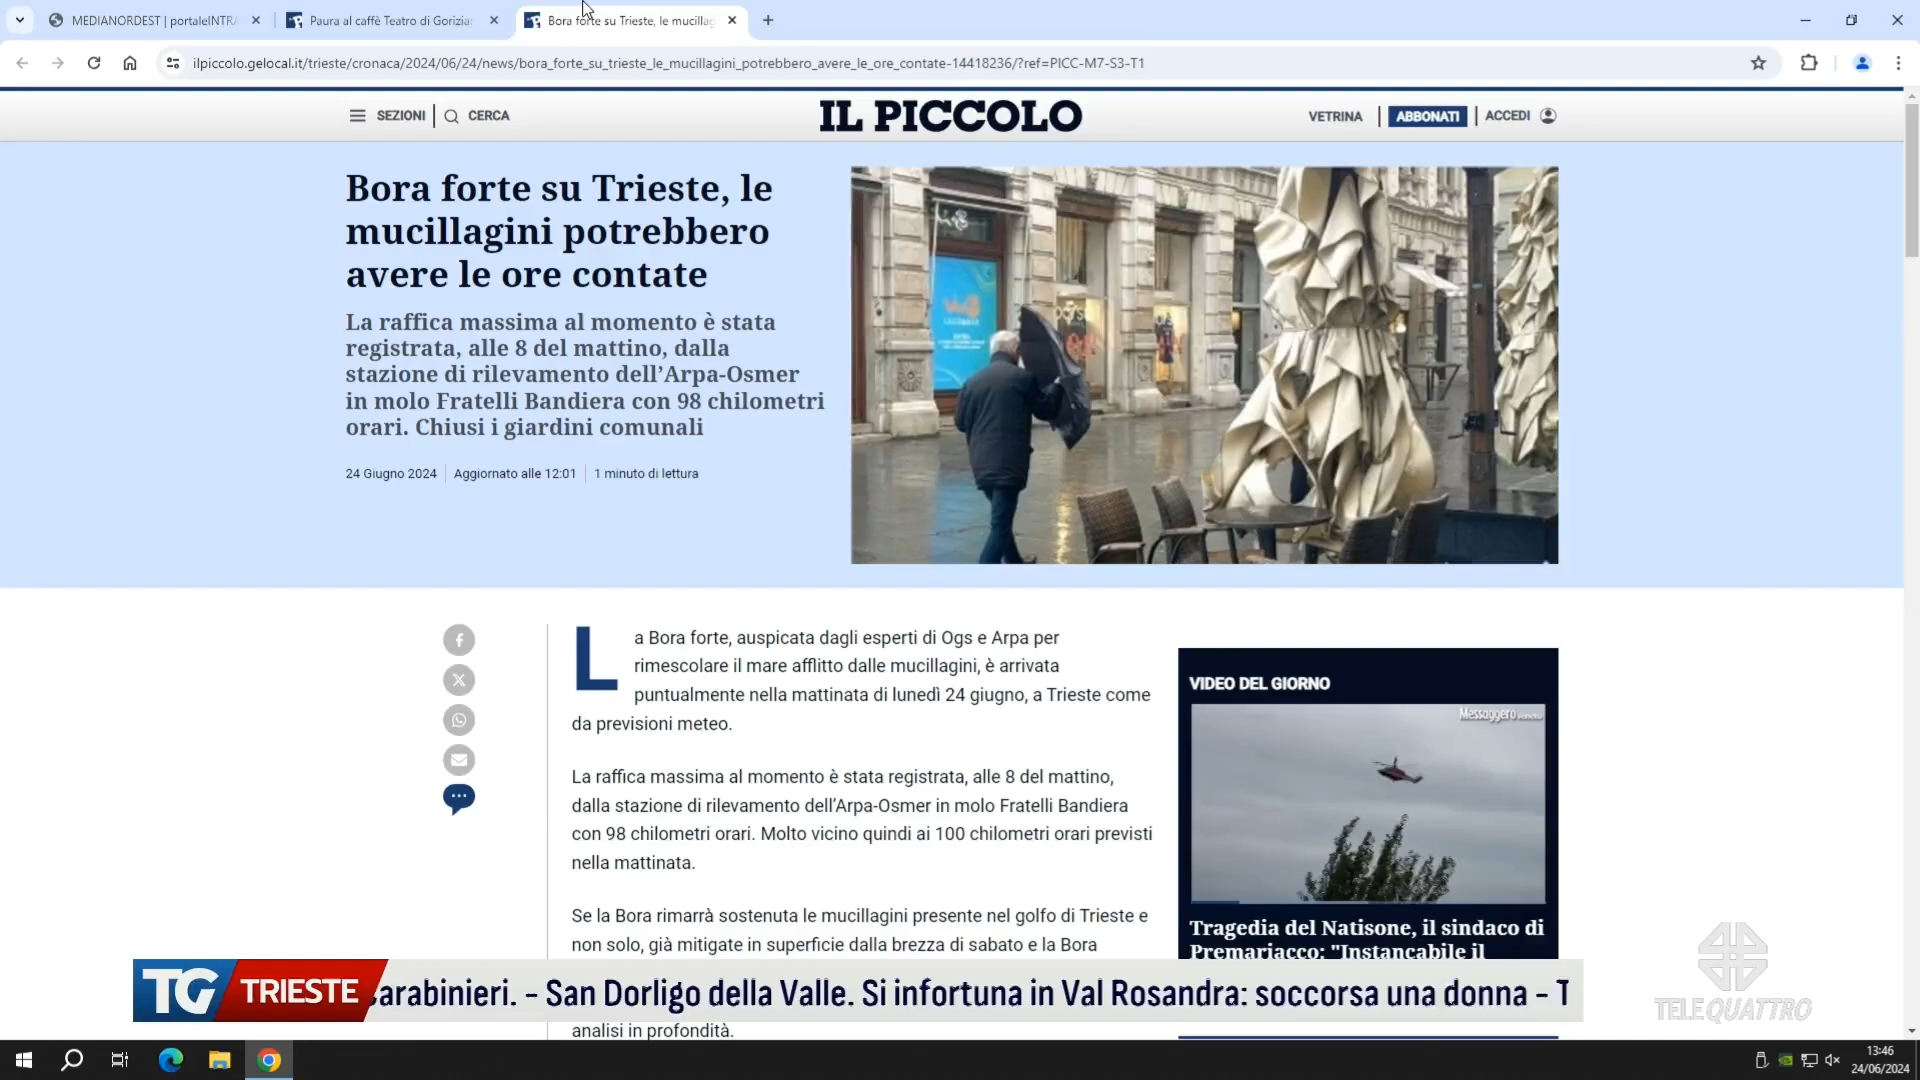 MEDIANORDEST | portaleINTRA
Paura al caffè Teatro di Gorizia:
Bora forte su Trieste, le mucillag
ilpiccolo.gelocal.it/trieste/cronaca/2024/06/24/news/bora_forte_su_trieste_le_mucillagini_potrebbero_avere_le_ore_contate-14418236/?ref=PICC-M7-S3-T1
SEZIONI
CERCA
IL PICCOLO
VETRINA
ABBONATI
ACCEDI
Bora forte su Trieste, le
mucillagini potrebbero
avere le ore contate
La raffica massima al momento è stata
registrata, alle 8 del mattino, dalla
stazione di rilevamento dell’Arpa-Osmer
in molo Fratelli Bandiera con 98 chilometri
orari. Chiusi i giardini comunali
24 Giugno 2024
Aggiornato alle 12:01
1 minuto di lettura
La Bora forte, auspicata dagli esperti di Ogs e Arpa per
rimescolare il mare afflitto dalle mucillagini, è arrivata
puntualmente nella mattinata di lunedì 24 giugno, a Trieste come
da previsioni meteo.
La raffica massima al momento è stata registrata, alle 8 del mattino,
dalla stazione di rilevamento dell’Arpa-Osmer in molo Fratelli Bandiera
con 98 chilometri orari. Molto vicino quindi ai 100 chilometri orari previsti
nella mattinata.
Se la Bora rimarrà sostenuta le mucillagini presente nel golfo di Trieste e
non solo, già mitigate in superficie dalla brezza di sabato e la Bora
analisi in profondità.
VIDEO DEL GIORNO
Messaggero
Tragedia del Natisone, il sindaco di
Premariacco: "Instancabile il
TG TRIESTE
Carabinieri. - San Dorligo della Valle. Si infortuna in Val Rosandra: soccorsa una donna - T
TELEQUATTRO
13:46
24/06/2024